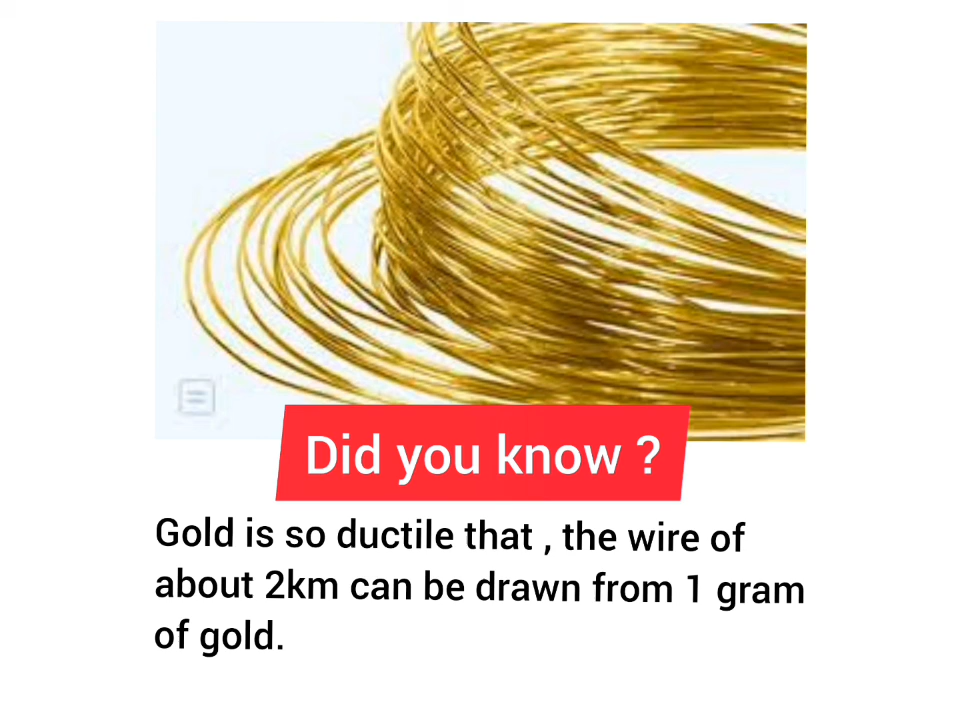 Did you know ?
Gold is so ductile that , the wire of
about 2km can be drawn from 1 gram
of gold.